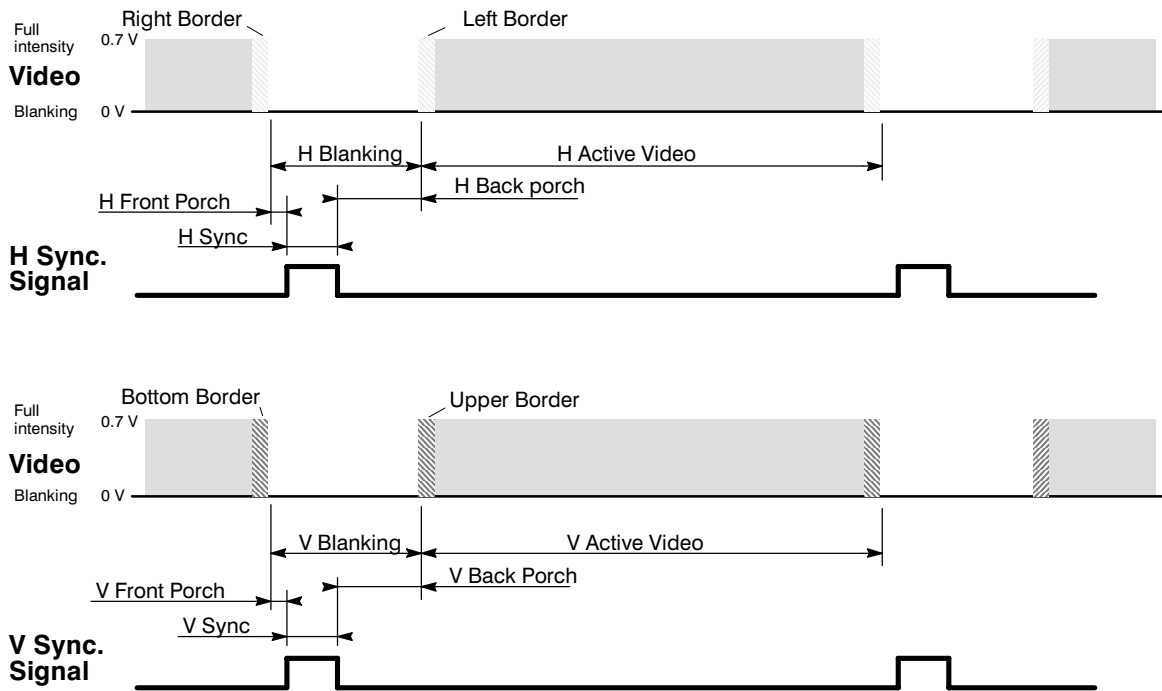 Right Border
Left Border
Full
intensity
0.7 V
Video
Blanking
0 V
H Blanking
H Active Video
H Back porch
H Front Porch
H Sync
H Sync.
Signal
Bottom Border
Upper Border
Full
intensity
0.7 V
Video
Blanking
0 V
V Blanking
V Active Video
V Back Porch
V Front Porch
V Sync
V Sync.
Signal